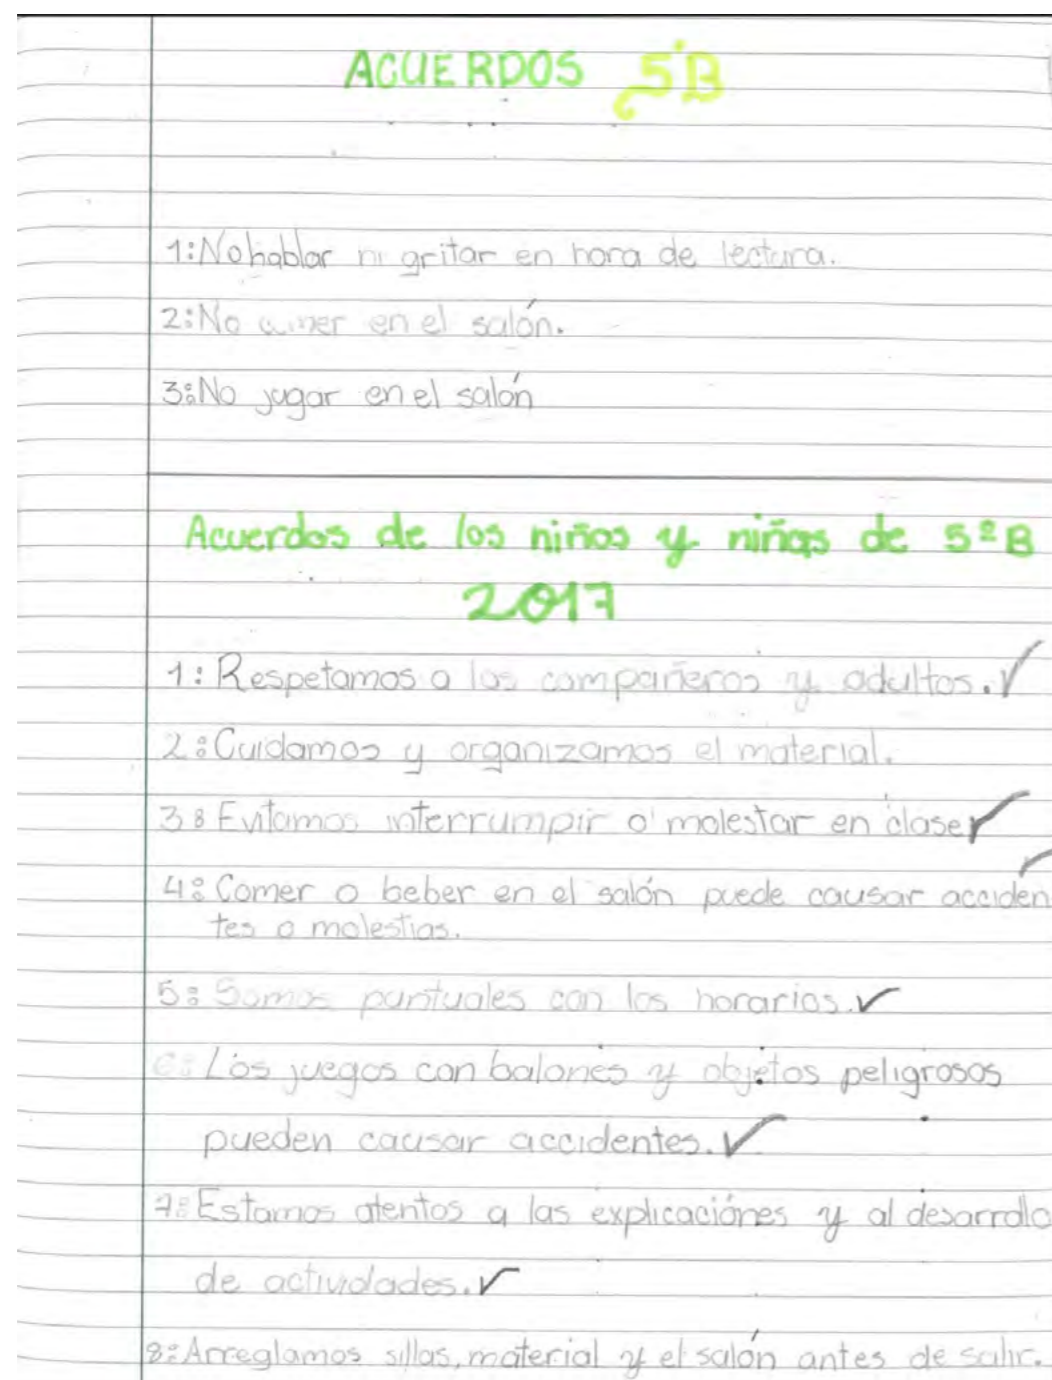 ACUERDOS 5°B
1:No hablar ni gritar en hora de lectura.
2:No comer en el salón.
3:No jugar en el salón
Acuerdos de los niños y niñas de 5º B
2017
1: Respetamos a los compañeros y adultos. ✓
2:Cuidamos y organizamos el material.
3:Evitamos interrumpir o molestar en clase ✓
4:Comer o beber en el salón puede causar acciden ✓
tes o molestias.
5:Somos puntuales con los horarios. ✓
6:Los juegos con balones y objetos peligrosos
pueden causar accidentes. ✓
7:Estamos atentos a las explicaciónes y al desarrollo
de actividades. ✓
8:Arreglamos sillas, material y el salón antes de salir.